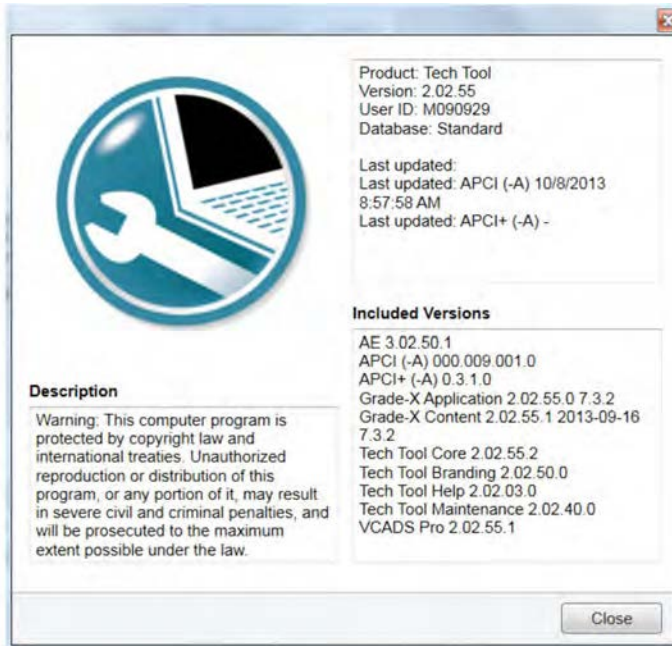 Product: Tech Tool
Version: 2.02.55
User ID: M090929
Database: Standard
Last updated:
Last updated: APCI (-A) 10/8/2013
8:57:58 AM
Last updated: APCI+ (-A) -
Included Versions
AE 3.02.50.1
APCI (-A) 000.009.001.0
APCI+ (-A) 0.3.1.0
Grade-X Application 2.02.55.0 7.3.2
Grade-X Content 2.02.55.1 2013-09-16
7.3.2
Tech Tool Core 2.02.55.2
Tech Tool Branding 2.02.50.0
Tech Tool Help 2.02.03.0
Tech Tool Maintenance 2.02.40.0
VCADS Pro 2.02.55.1
Description
Warning: This computer program is
protected by copyright law and
international treaties. Unauthorized
reproduction or distribution of this
program, or any portion of it, may result
in severe civil and criminal penalties, and
will be prosecuted to the maximum
extent possible under the law.
Close